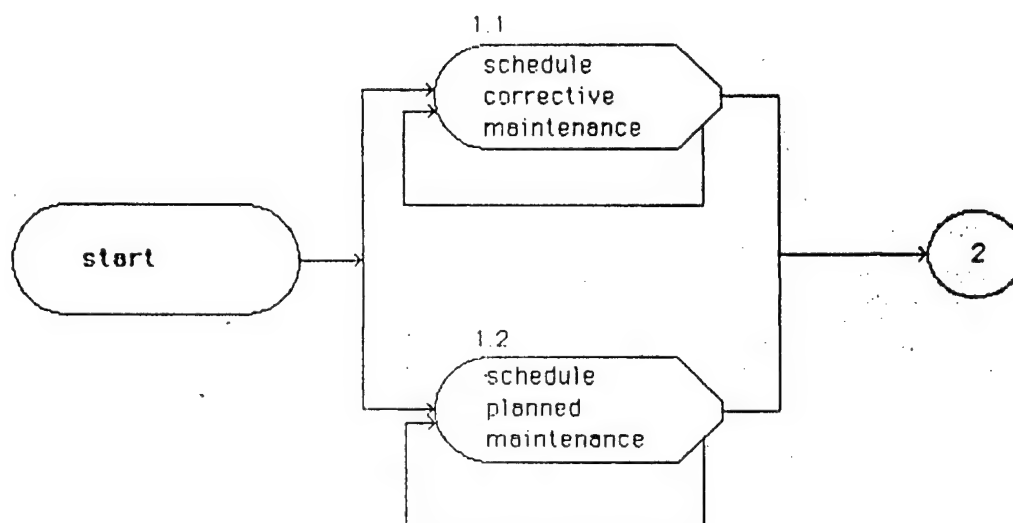 1.1
schedule
corrective
maintenance
start
2
1.2
schedule
planned
maintenance